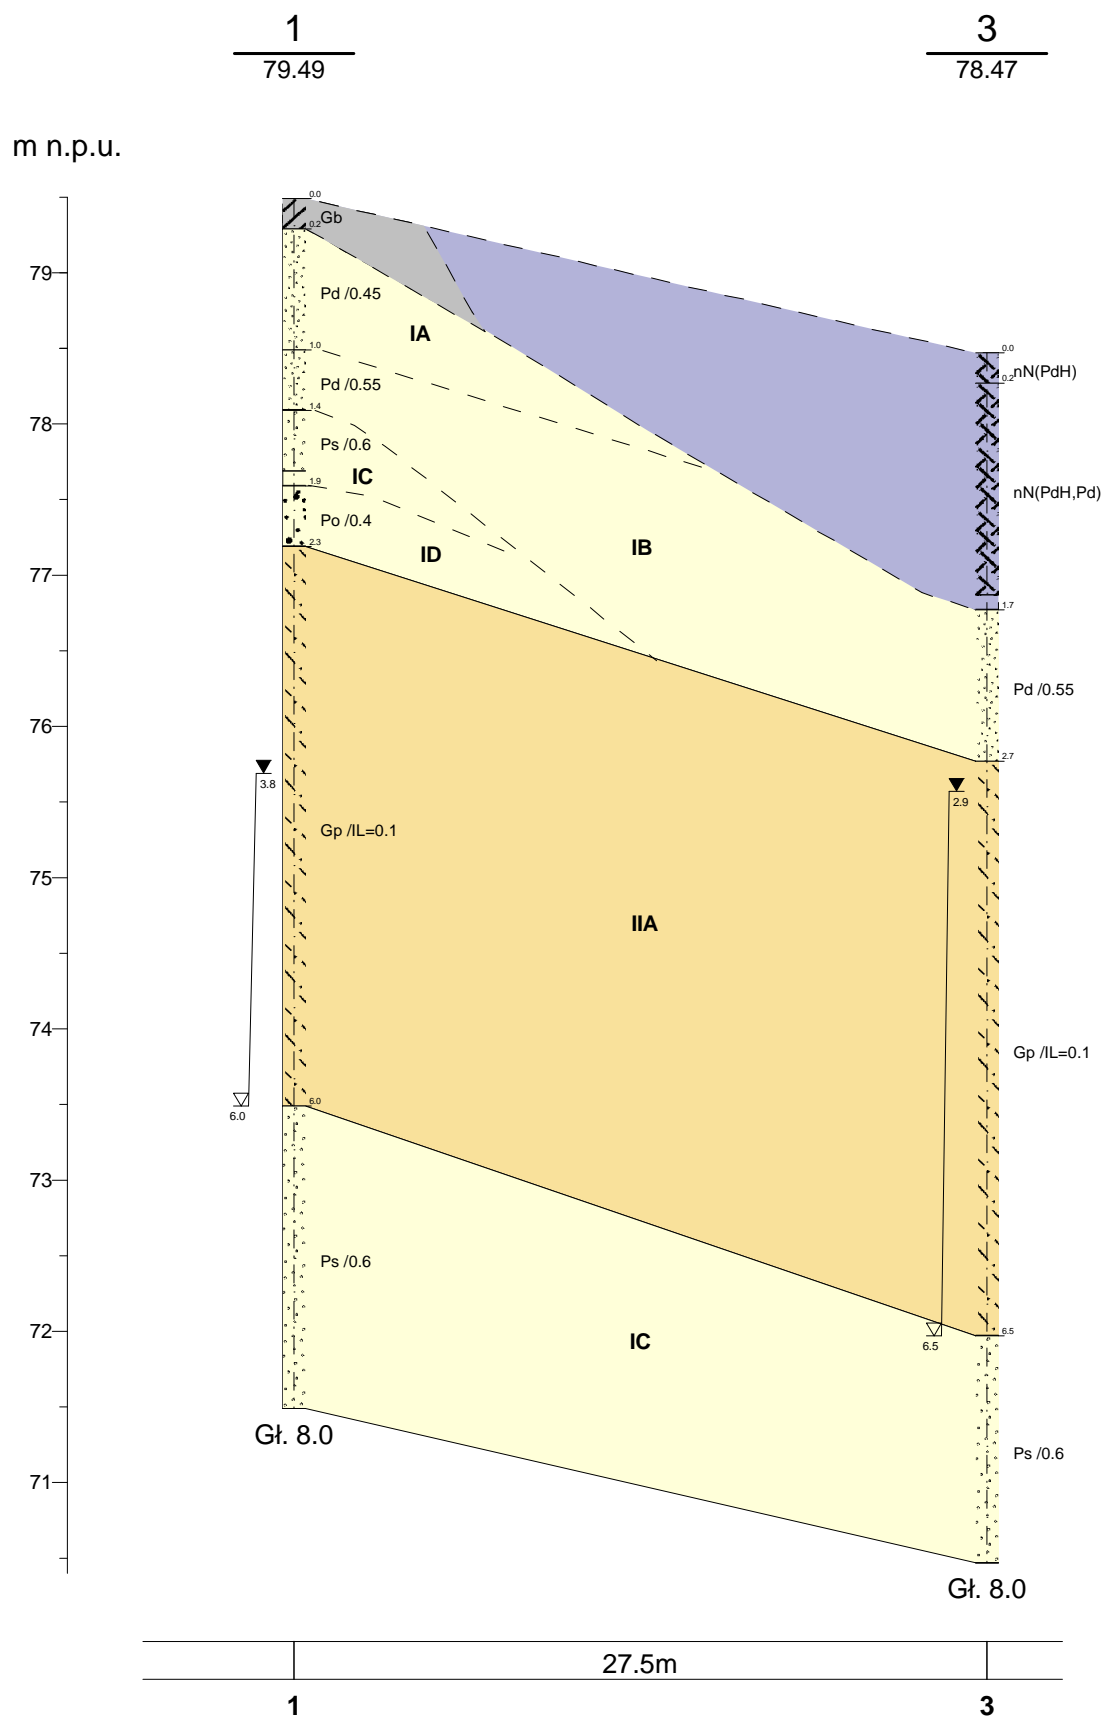 1
3
79.49
78.47
m n.p.u.
0.0
Gb
0.2
79
Pd /0.45
IA
1.0
0.0
nN(PdH)
0.2
Pd /0.55
1.4
78
Ps /0.6
IC
1.9
nN(PdH,Pd)
Po /0.4
2.3
ID
IB
77
1.7
Pd /0.55
76
2.7
3.8
2.9
Gp /IL=0.1
75
IIA
74
Gp /IL=0.1
6.0
6.0
73
Ps /0.6
72
6.5
6.5
IC
Gł. 8.0
Ps /0.6
71
Gł. 8.0
27.5m
1
3